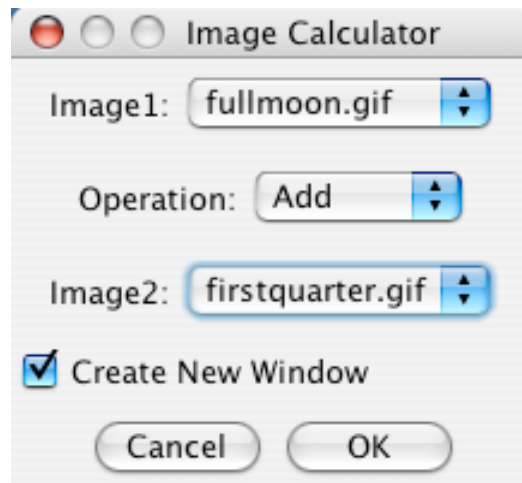 Image Calculator
Image1: fullmoon.gif
Operation: Add
Image2: firstquarter.gif
Create New Window
Cancel OK